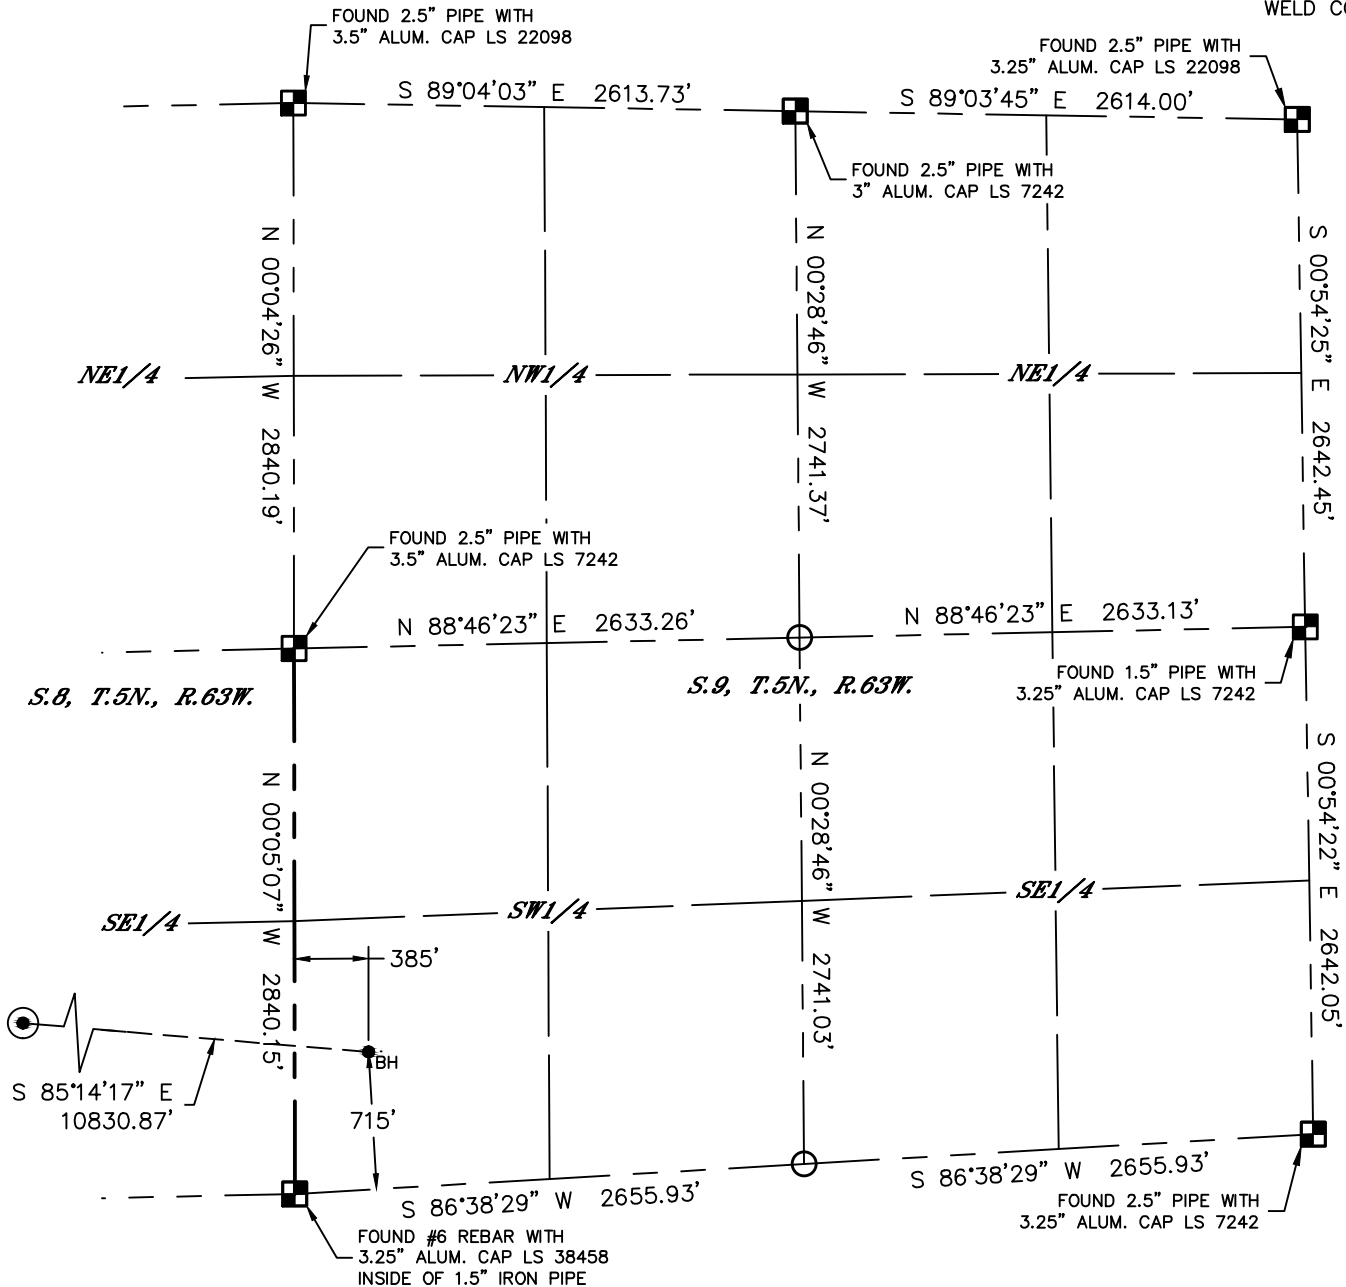 WELD CO
FOUND 2.5" PIPE WITH
3.5" ALUM. CAP LS 22098
FOUND 2.5" PIPE WITH
3.25" ALUM. CAP LS 22098
S 89°04'03" E 2613.73'
S 89°03'45" E 2614.00'
FOUND 2.5" PIPE WITH
3" ALUM. CAP LS 7242
N 00°04'26" W 2840.19'
N 00°28'46" W 2741.37'
S 00°54'25" E 2642.45'
NE1/4
NW1/4
NE1/4
FOUND 2.5" PIPE WITH
3.5" ALUM. CAP LS 7242
N 88°46'23" E 2633.26'
N 88°46'23" E 2633.13'
S.8, T.5N., R.63W.
S.9, T.5N., R.63W.
FOUND 1.5" PIPE WITH
3.25" ALUM. CAP LS 7242
N 00°05'07" W 2840.15'
N 00°28'46" W 2741.03'
S 00°54'22" E 2642.05'
SE1/4
SW1/4
SE1/4
385'
BH
S 85°14'17" E
10830.87'
715'
S 86°38'29" W 2655.93'
S 86°38'29" W 2655.93'
FOUND 2.5" PIPE WITH
3.25" ALUM. CAP LS 7242
FOUND #6 REBAR WITH
3.25" ALUM. CAP LS 38458
INSIDE OF 1.5" IRON PIPE